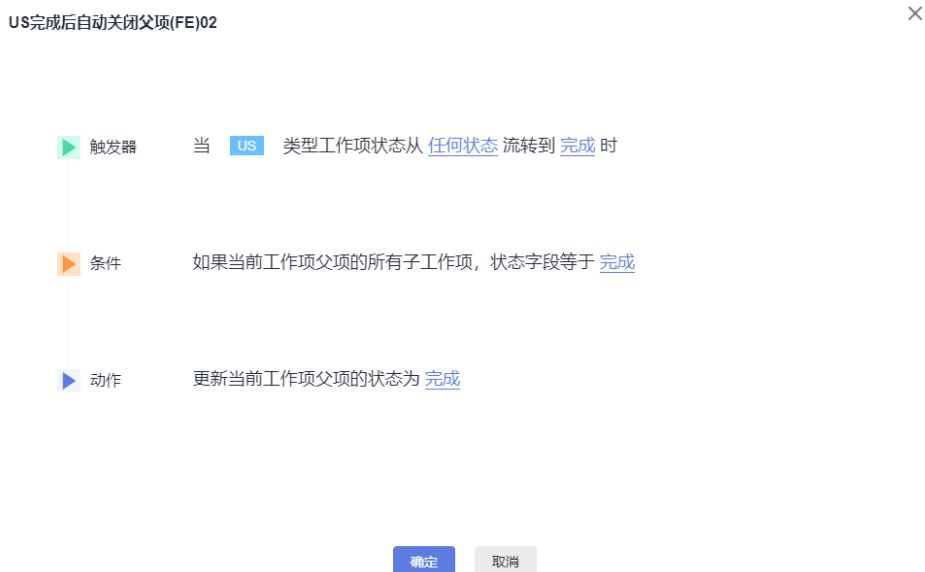 US完成后自动关闭父项(FE)02
触发器 当 US 类型工作项状态从 任何状态 流转到 完成 时
条件 如果当前工作项父项的所有子工作项，状态字段等于 完成
动作 更新当前工作项父项的状态为 完成
确定 取消